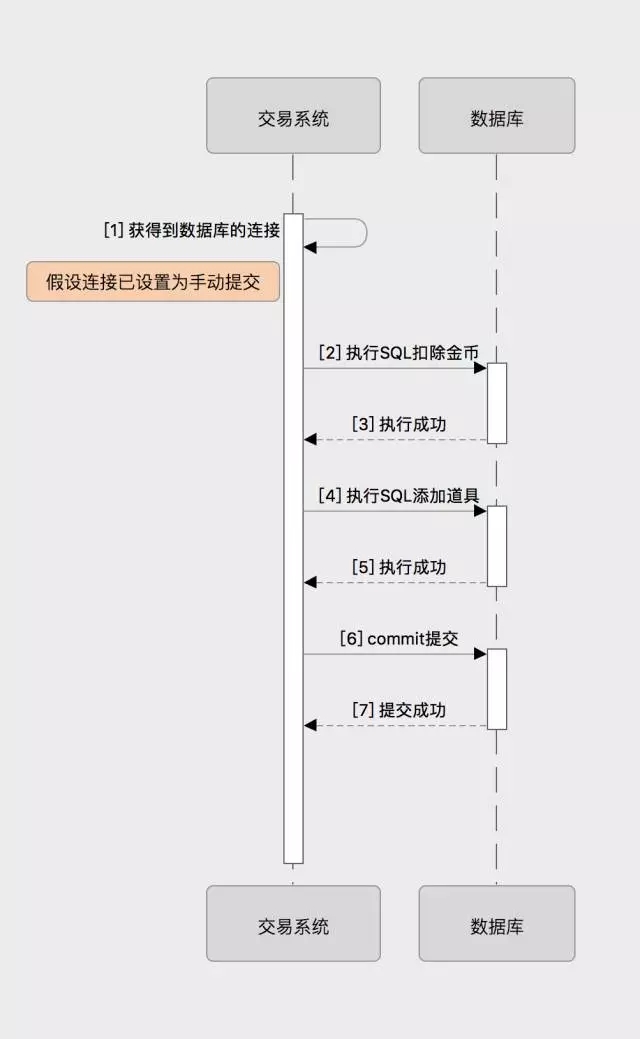 交易系统
数据库
[1] 获得到数据库的连接
假设连接已设置为手动提交
[2] 执行SQL扣除金币
[3] 执行成功
[4] 执行SQL添加道具
[5] 执行成功
[6] commit提交
[7] 提交成功
交易系统
数据库